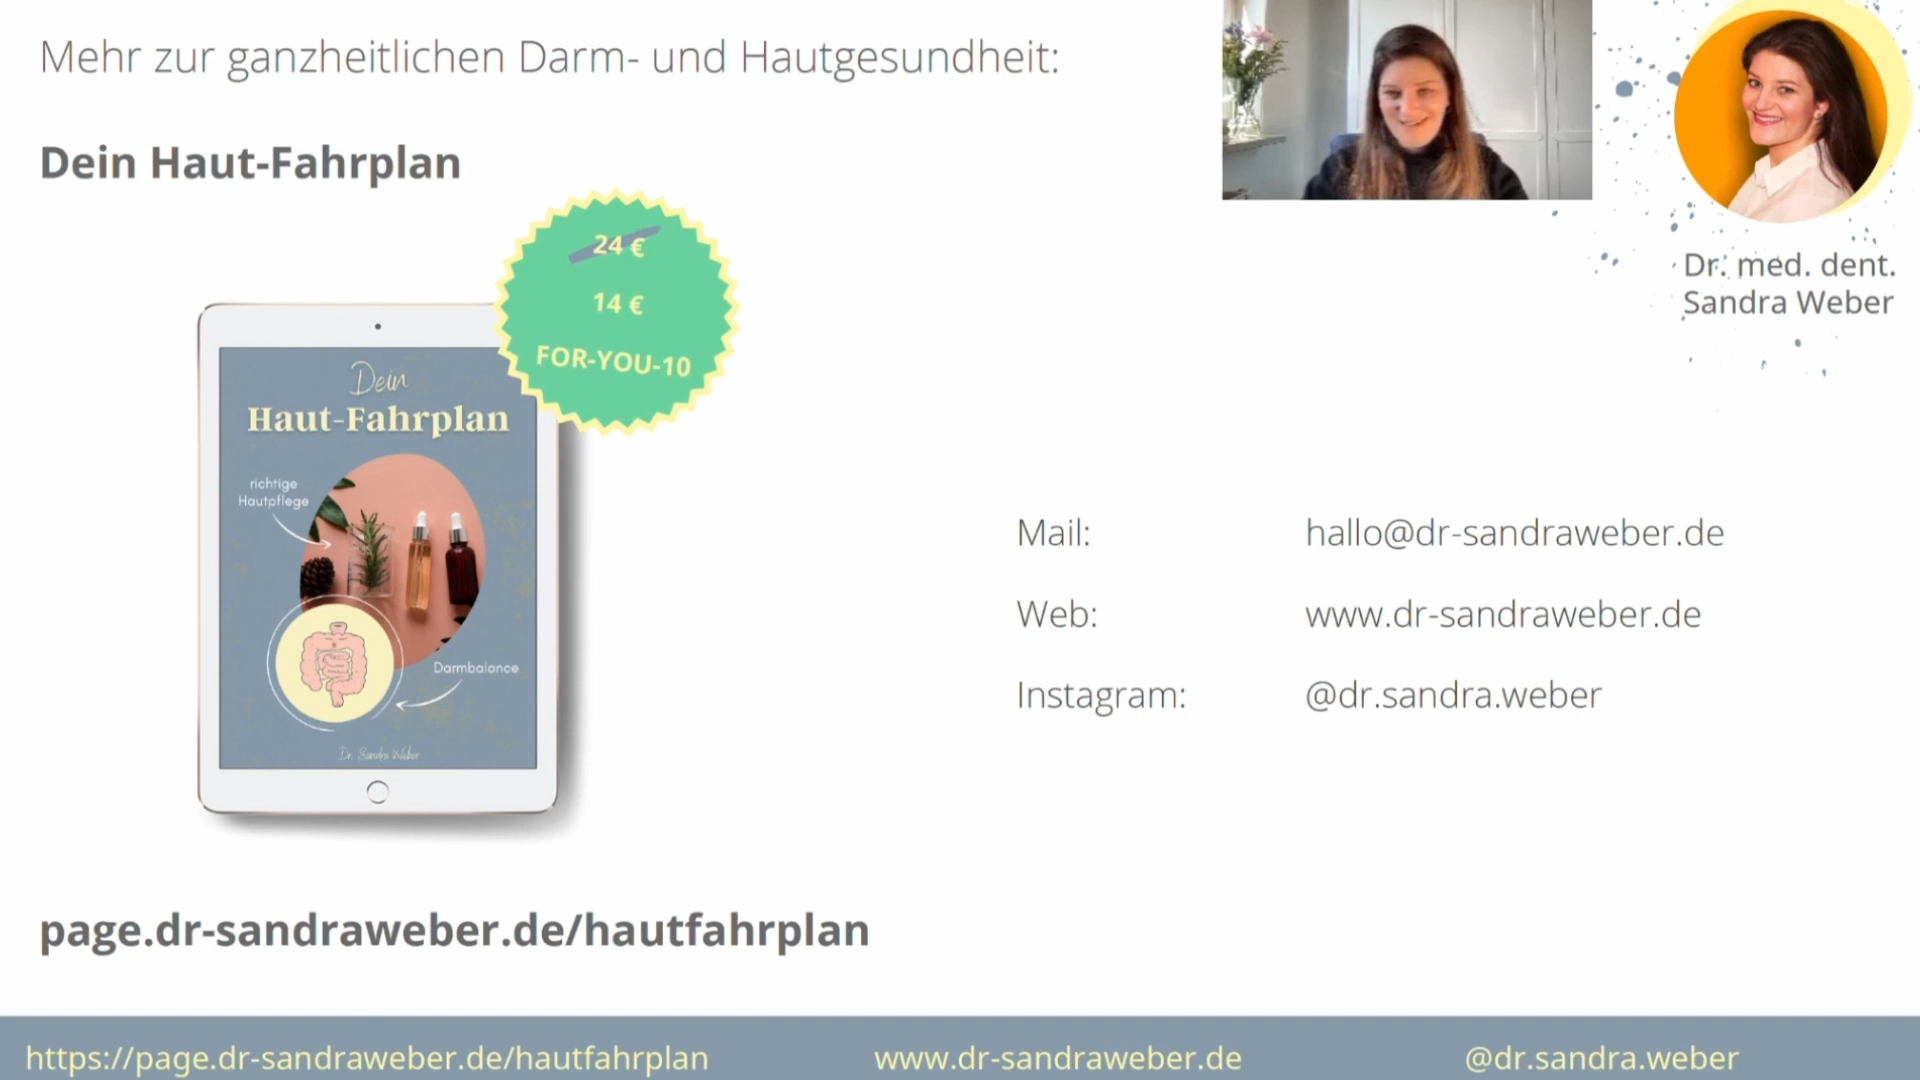 Mehr zur ganzheitlichen Darm- und Hautgesundheit:
Dein Haut-Fahrplan
24 €
14 €
FOR-YOU-10
Dein
Haut-Fahrplan
richtige
Hautpflege
Darmbalance
Dr. Sandra Weber
Dr. med. dent.
Sandra Weber
Mail: hallo@dr-sandraweber.de
Web: www.dr-sandraweber.de
Instagram: @dr.sandra.weber
page.dr-sandraweber.de/hautfahrplan
https://page.dr-sandraweber.de/hautfahrplan www.dr-sandraweber.de @dr.sandra.weber